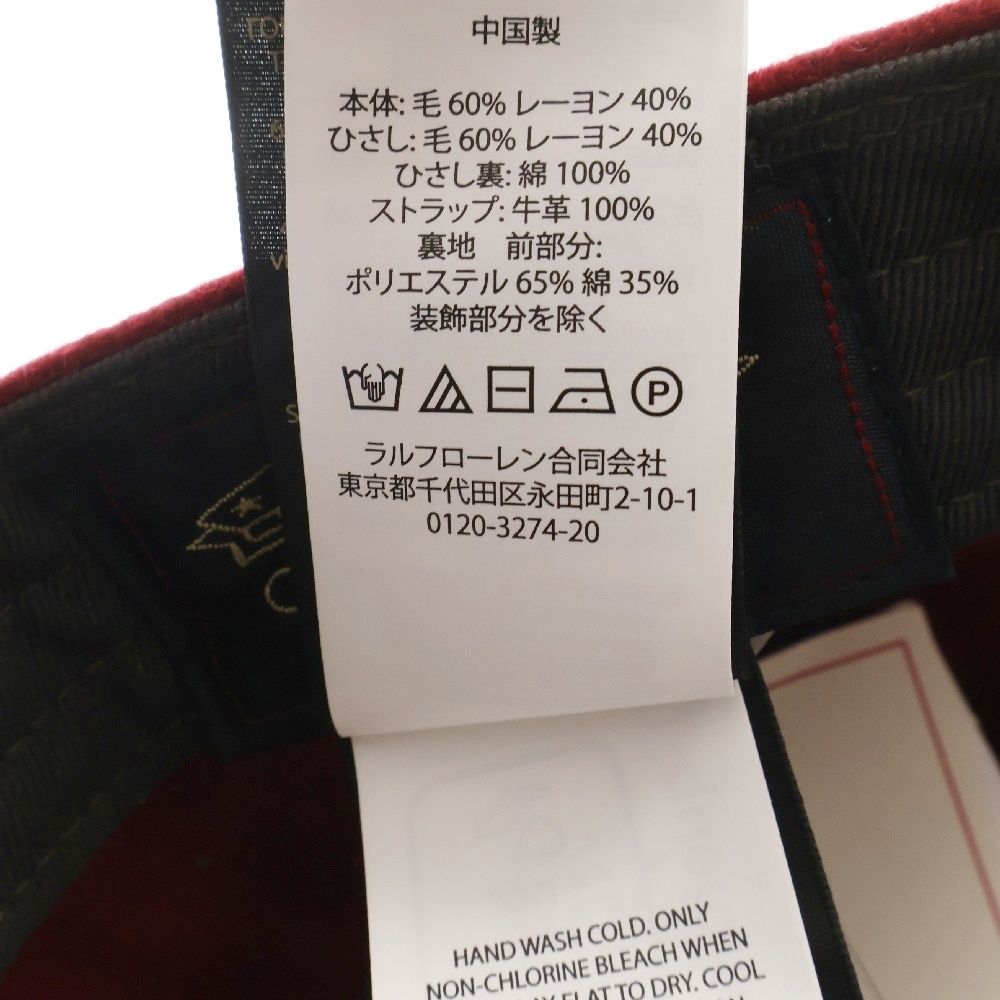 中国製
本体: 毛 60% レーヨン 40%
ひさし: 毛 60% レーヨン 40%
ひさし裏: 綿 100%
ストラップ: 牛革 100%
裏地　前部分:
ポリエステル 65% 綿 35%
装飾部分を除く
P
ラルフローレン合同会社
東京都千代田区永田町2-10-1
0120-3274-20
HAND WASH COLD. ONLY
NON-CHLORINE BLEACH WHEN
FLAT TO DRY. COOL